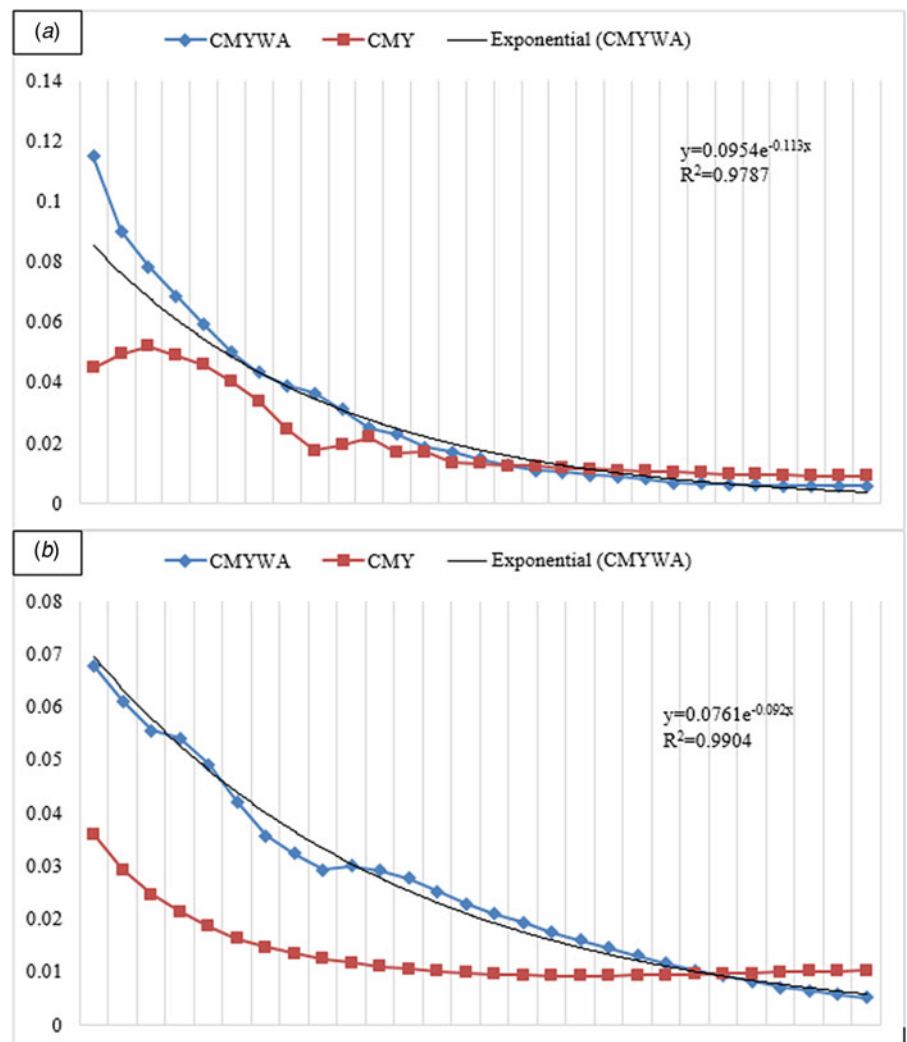 (a)
CMYWA CMY Exponential (CMYWA)
0.14
0.12
0.1
0.08
0.06
0.04
0.02
0
y=0.0954e^-0.113x
R²=0.9787
(b)
CMYWA CMY Exponential (CMYWA)
0.08
0.07
0.06
0.05
0.04
0.03
0.02
0.01
0
y=0.0761e^-0.092x
R²=0.9904